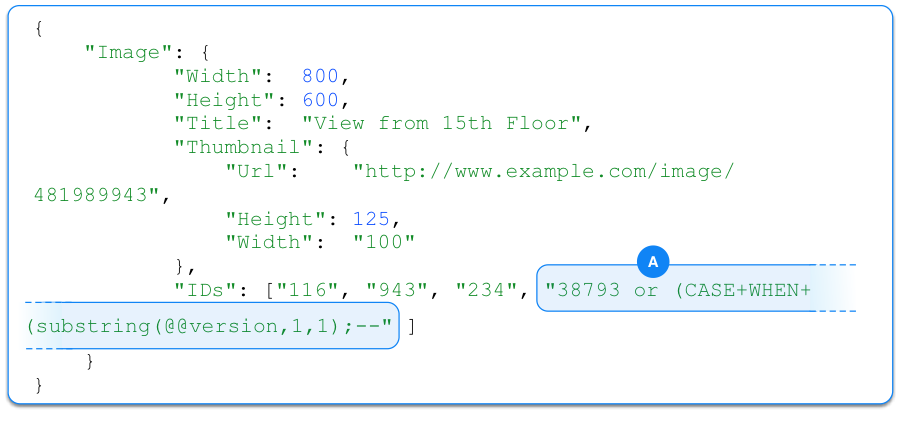 {
"Image": {
"Width": 800,
"Height": 600,
"Title": "View from 15th Floor",
"Thumbnail": {
"Url": "http://www.example.com/image/
481989943",
"Height": 125,
"Width": "100"
},
A
"IDs": ["116", "943", "234", "38793 or (CASE+WHEN+
(substring(@@version,1,1);--" ]
}
}